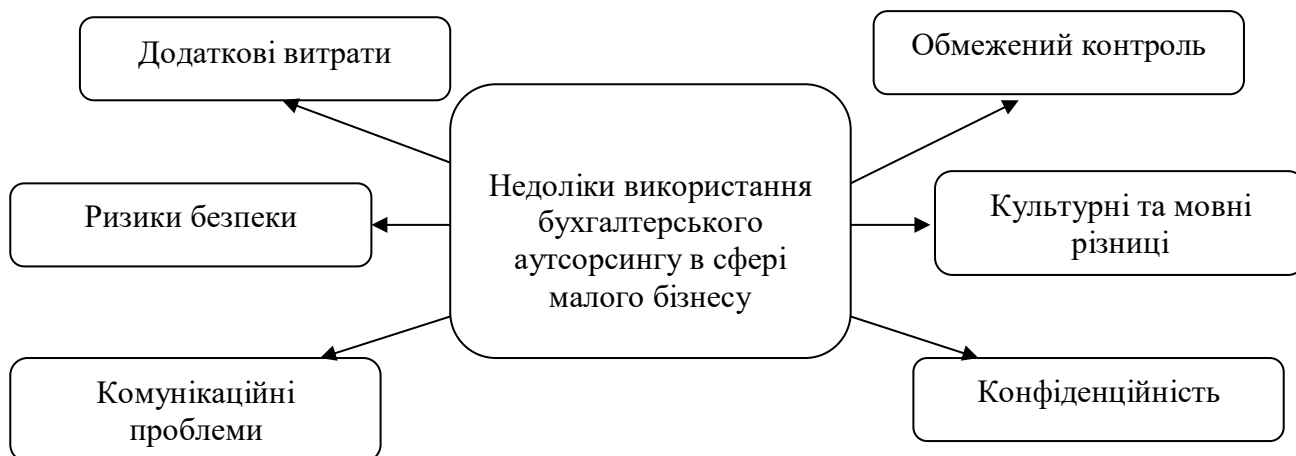 Додаткові витрати
Обмежений контроль
Недоліки використання
бухгалтерського
аутсорсингу в сфері
малого бізнесу
Ризики безпеки
Культурні та мовні
різниці
Комунікаційні
проблеми
Конфіденційність